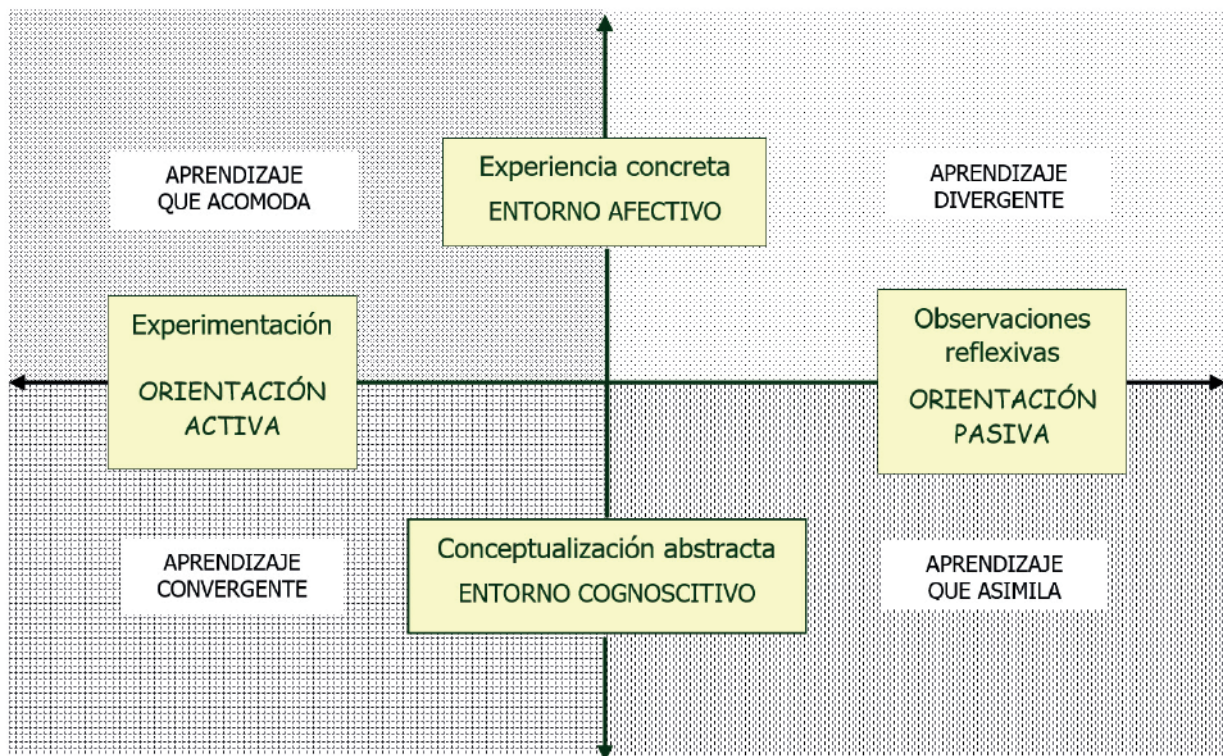 APRENDIZAJE
QUE ACOMODA
Experiencia concreta
ENTORNO AFECTIVO
APRENDIZAJE
DIVERGENTE
Experimentación
ORIENTACIÓN
ACTIVA
Observaciones
reflexivas
ORIENTACIÓN
PASIVA
APRENDIZAJE
CONVERGENTE
Conceptualización abstracta
ENTORNO COGNOSCITIVO
APRENDIZAJE
QUE ASIMILA